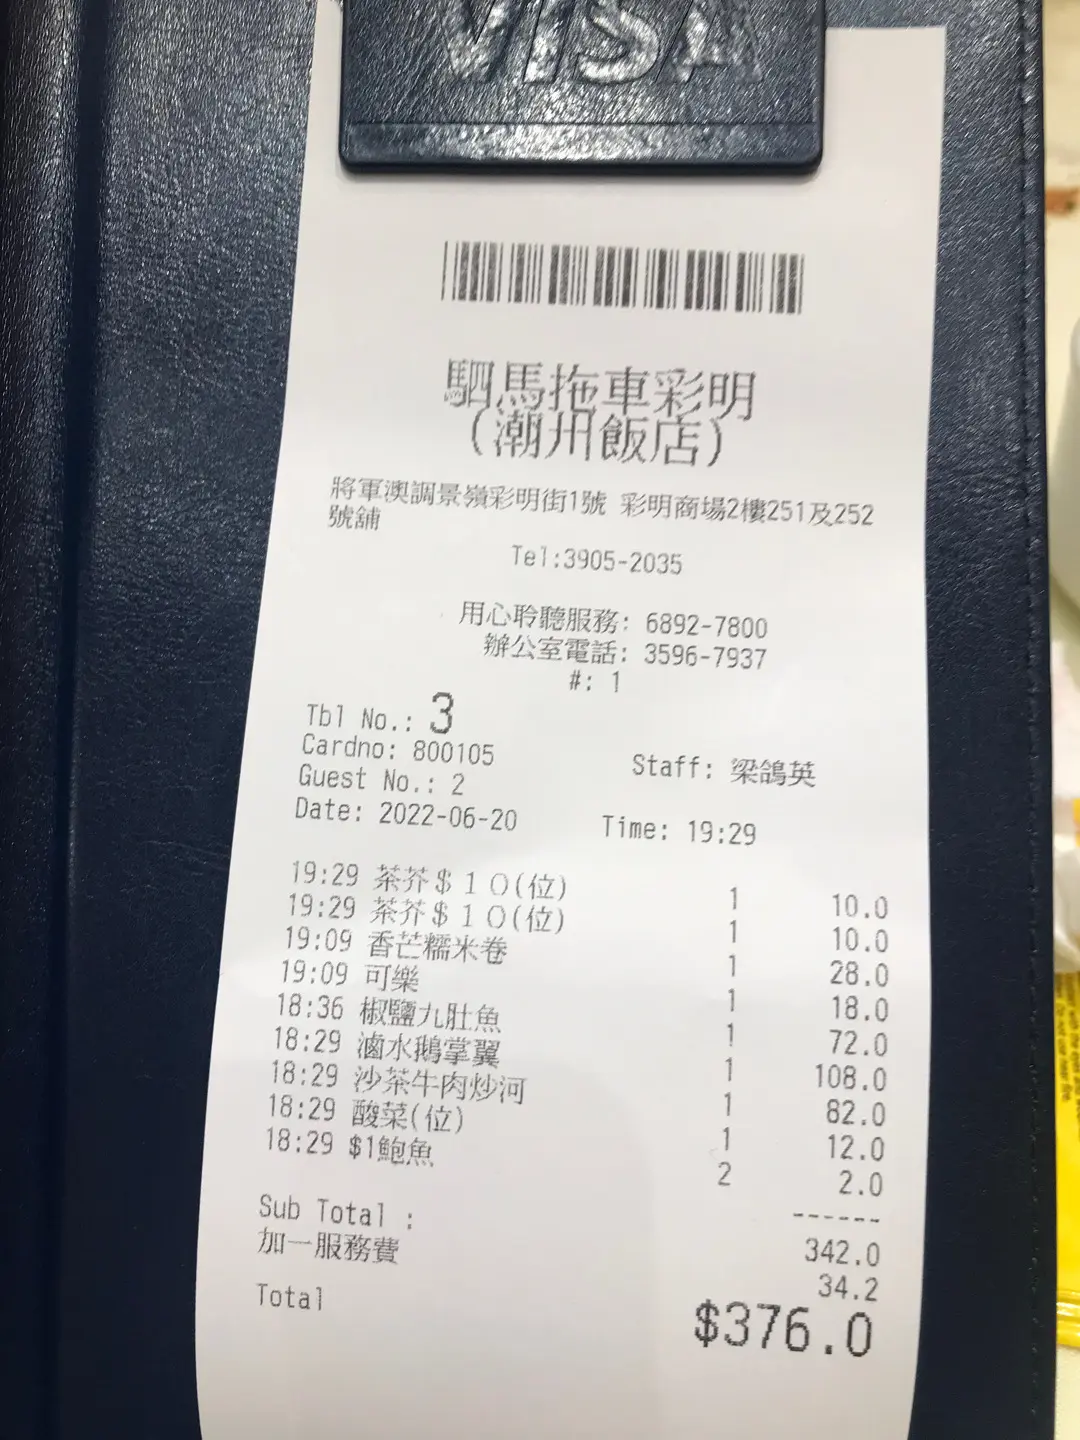 VISA
駟馬拖車彩明
(潮州飯店)
將軍澳調景嶺彩明街1號 彩明商場2樓251及252
號舖
Tel:3905-2035
用心聆聽服務: 6892-7800
辦公室電話: 3596-7937
#: 1
Tbl No.: 3
Cardno: 800105
Guest No.: 2 Staff: 梁鴿英
Date: 2022-06-20 Time: 19:29
19:29 茶芥$10(位) 1 10.0
19:29 茶芥$10(位) 1 10.0
19:09 香芒糯米卷 1 28.0
19:09 可樂 1 18.0
18:36 椒鹽九肚魚 1 72.0
18:29 滷水鵝掌翼 1 108.0
18:29 沙茶牛肉炒河 1 82.0
18:29 酸菜(位) 1 12.0
18:29 $1鮑魚 2 2.0
------
Sub Total : 342.0
加一服務費 34.2
Total $376.0